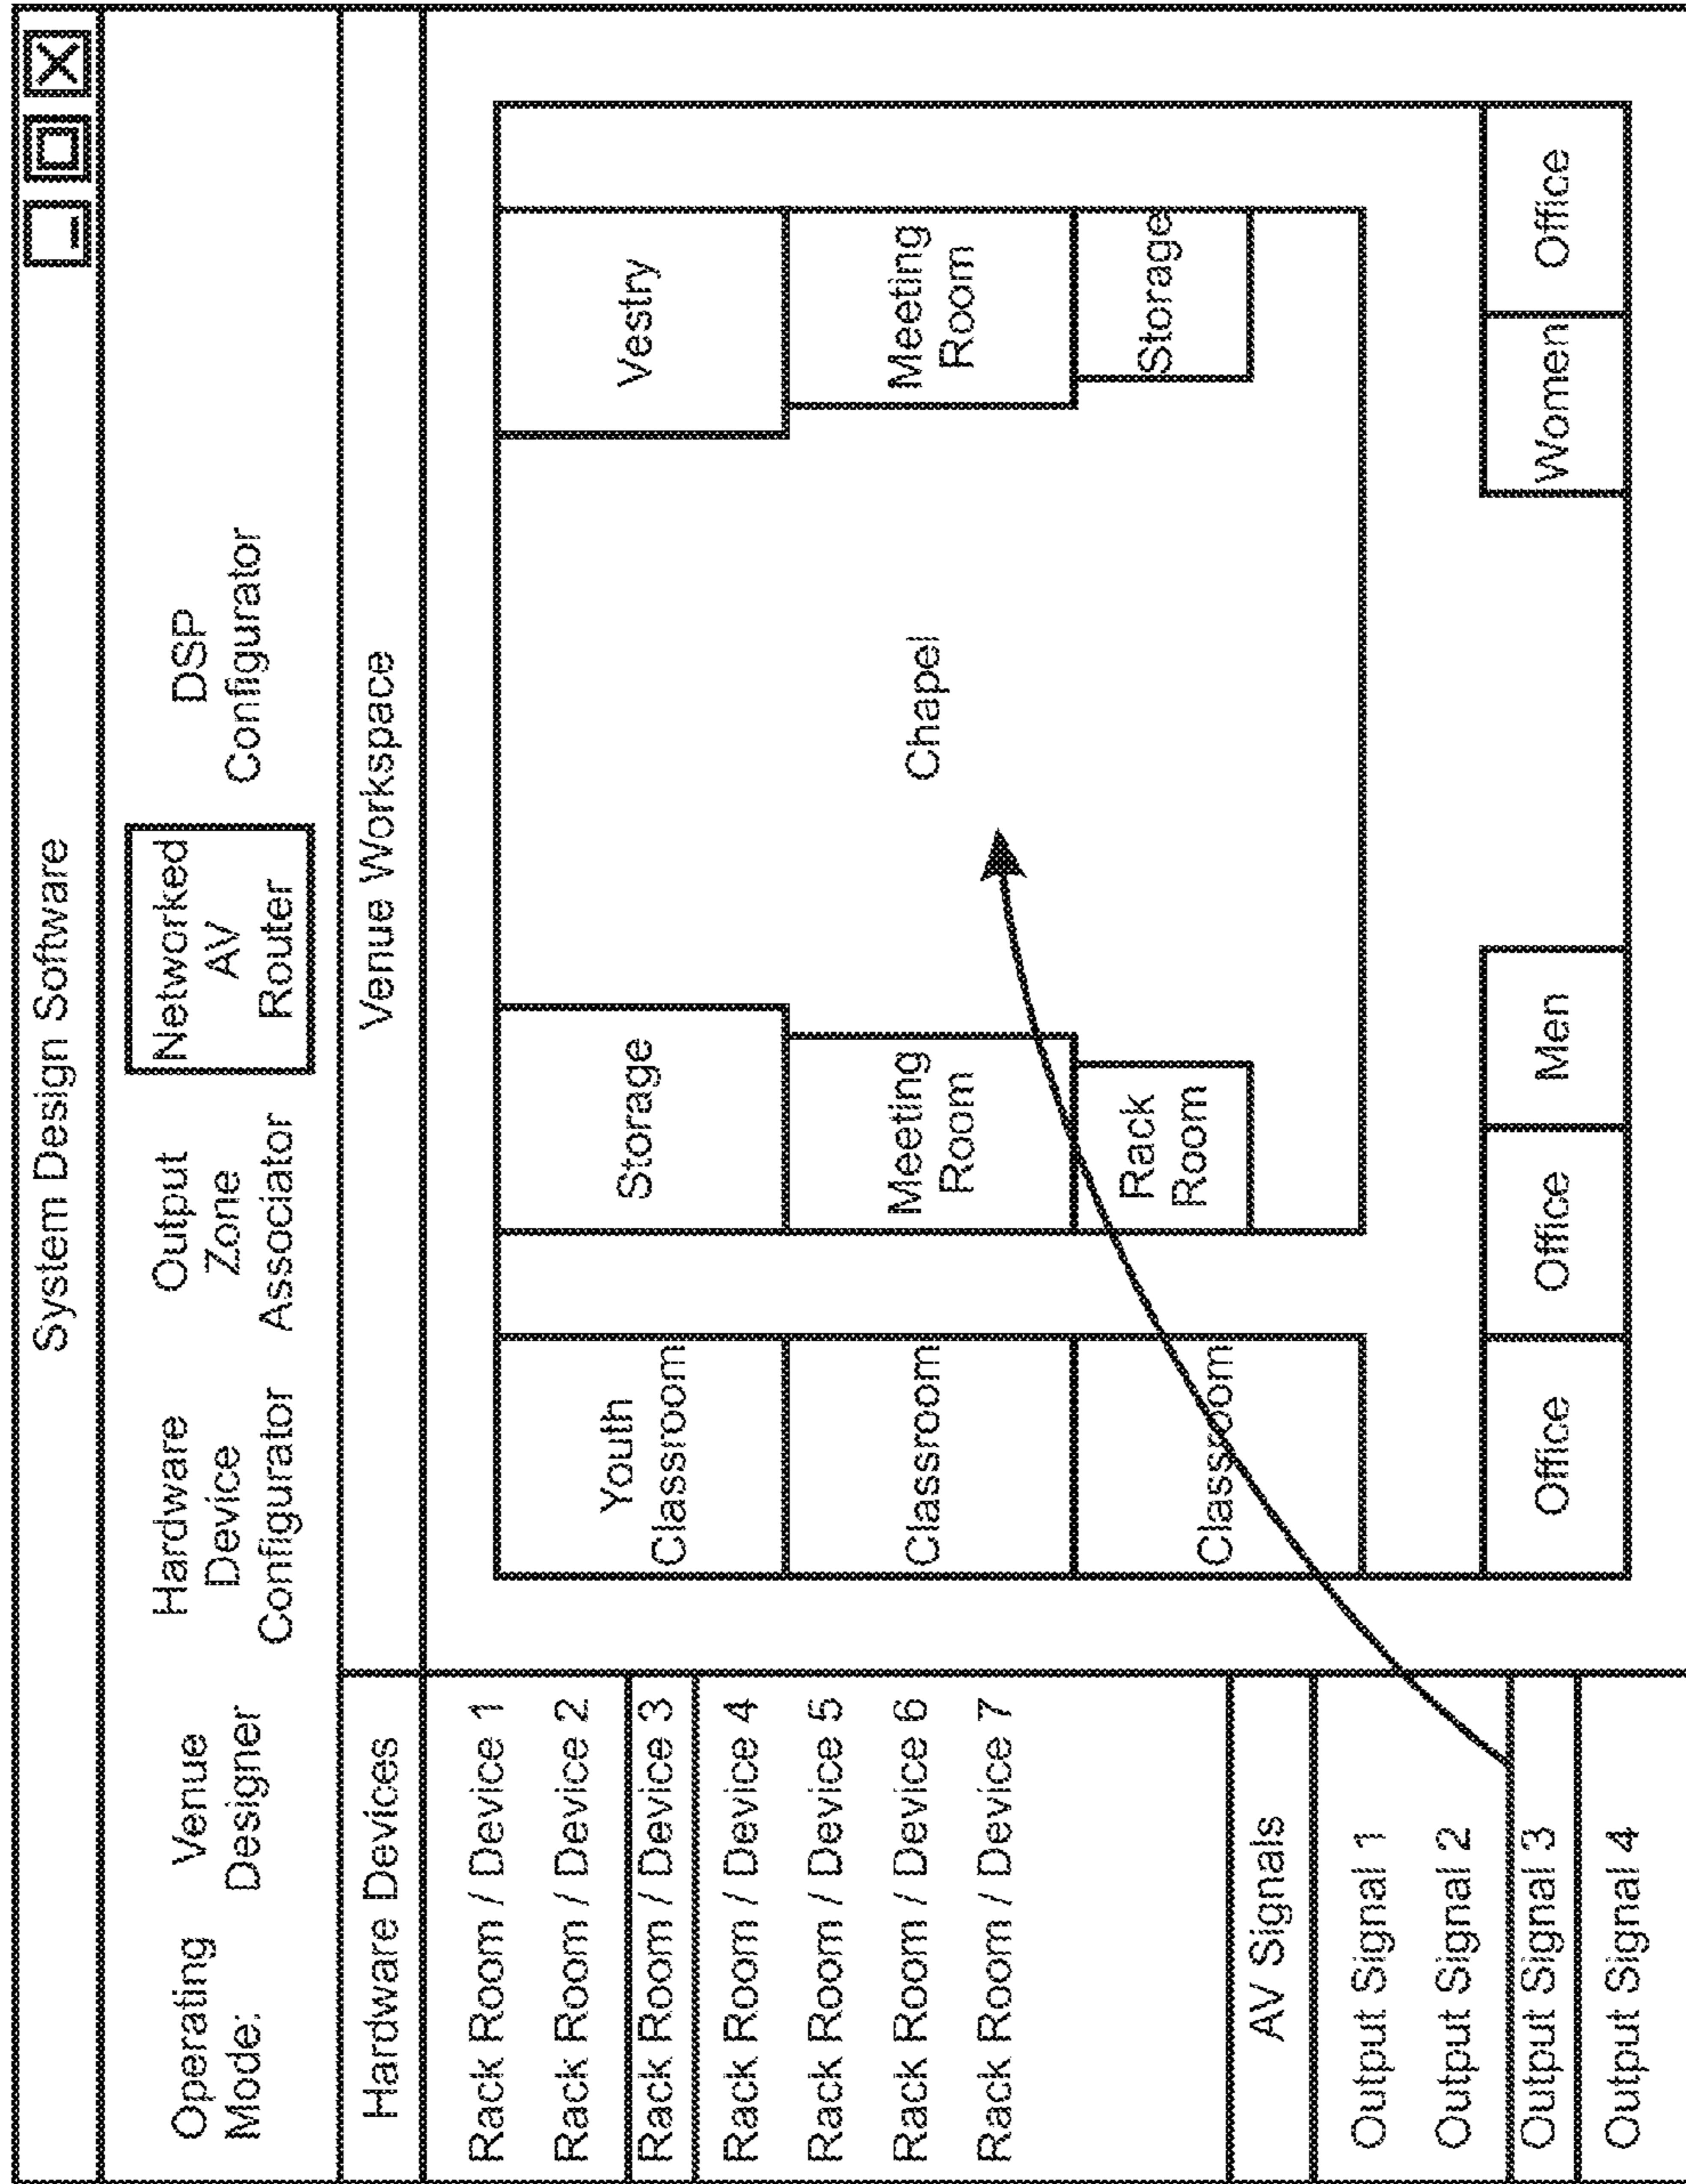 System Design Software
Operating
Mode:
Venue
Designer
Hardware
Device
Configurator
Output
Zone
Associator
Networked
AV
Router
DSP
Configurator
Hardware Devices
Venue Workspace
Rack Room / Device 1
Rack Room / Device 2
Rack Room / Device 3
Rack Room / Device 4
Rack Room / Device 5
Rack Room / Device 6
Rack Room / Device 7
AV Signals
Output Signal 1
Output Signal 2
Output Signal 3
Output Signal 4
Youth
Classroom
Storage
Vestry
Classroom
Meeting
Room
Chapel
Meeting
Room
Classroom
Rack
Room
Storage
Office
Office
Men
Women
Office